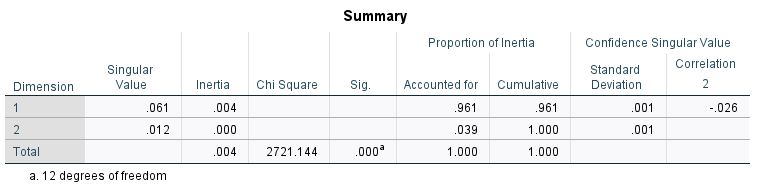 Summary
Proportion of Inertia Confidence Singular Value
Dimension Singular Value Inertia Chi Square Sig. Accounted for Cumulative Standard Deviation Correlation 2
1 .061 .004 .961 .961 .001 -.026
2 .012 .000 .039 1.000 .001
Total .004 2721.144 .000a 1.000 1.000
a. 12 degrees of freedom